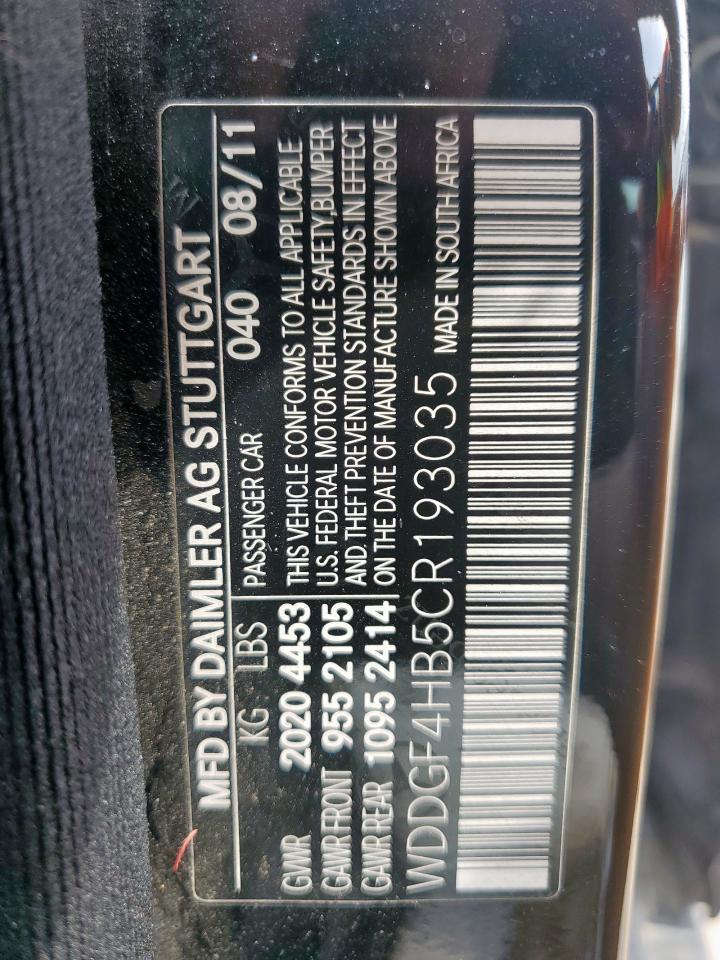 MFD BY DAIMLER AG STUTTGART
KG LBS 040 08/11
GWR 2020 4453
GAWR FRONT 955 2105
GAWR REAR 1095 2414
PASSENGER CAR
THIS VEHICLE CONFORMS TO ALL APPLICABLE
U.S. FEDERAL MOTOR VEHICLE SAFETY,BUMPER
AND THEFT PREVENTION STANDARDS IN EFFECT
ON THE DATE OF MANUFACTURE SHOWN ABOVE
WDDGF4HB5CR193035 MADE IN SOUTH AFRICA